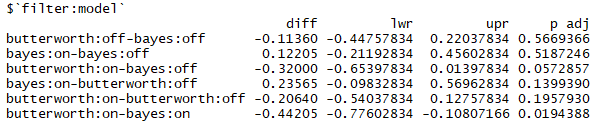 $`filter:model`
diff lwr upr p adj
butterworth:off-bayes:off -0.11360 -0.44757834 0.22037834 0.5669366
bayes:on-bayes:off 0.12205 -0.21192834 0.45602834 0.5187246
butterworth:on-bayes:off -0.32000 -0.65397834 0.01397834 0.0572857
bayes:on-butterworth:off 0.23565 -0.09832834 0.56962834 0.1399390
butterworth:on-butterworth:off -0.20640 -0.54037834 0.12757834 0.1957930
butterworth:on-bayes:on -0.44205 -0.77602834 -0.10807166 0.0194388